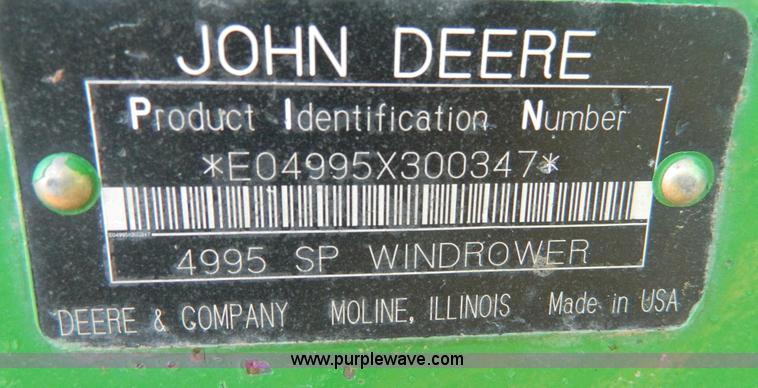 JOHN DEERE
Product Identification Number
*E04995X300347*
E04995X300347
4995 SP WINDROWER
DEERE & COMPANY MOLINE, ILLINOIS Made in USA
www.purplewave.com